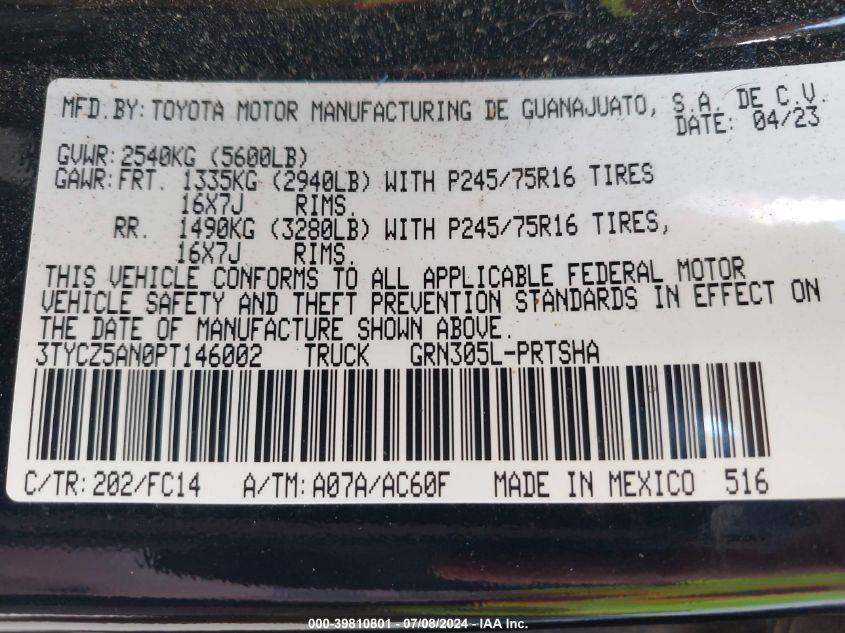 MFD.BY: TOYOTA MOTOR MANUFACTURING DE GUANAJUATO, S.A. DE C.V.
DATE: 04/23
GVWR: 2540KG (5600LB)
GAWR: FRT. 1335KG (2940LB) WITH P245/75R16 TIRES
16X7J RIMS,
RR. 1490KG (3280LB) WITH P245/75R16 TIRES,
16X7J RIMS.
THIS VEHICLE CONFORMS TO ALL APPLICABLE FEDERAL MOTOR
VEHICLE SAFETY AND THEFT PREVENTION STANDARDS IN EFFECT ON
THE DATE OF MANUFACTURE SHOWN ABOVE.
3TYCZ5AN0PT146002 TRUCK GRN305L-PRTSHA
C/TR: 202/FC14 A/TM: A07A/AC60F MADE IN MEXICO 516
000-39810801 - 07/08/2024 - IAA Inc.